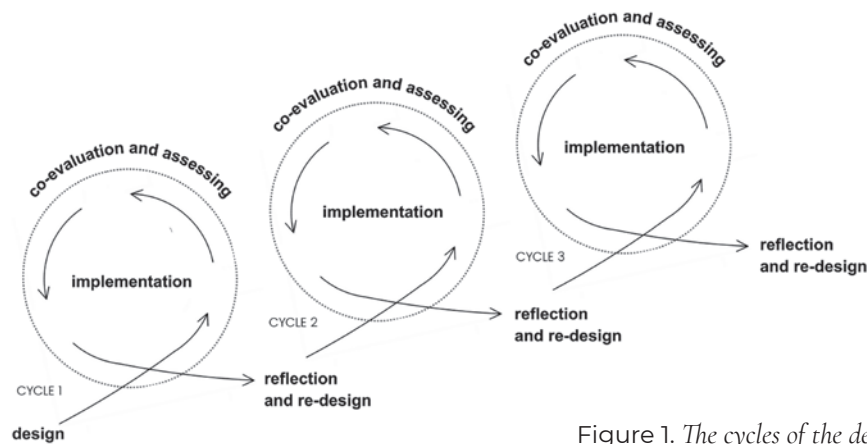 co-evaluation and assessing
implementation
CYCLE 1
design
reflection
and re-design
co-evaluation and assessing
implementation
CYCLE 2
reflection
and re-design
co-evaluation and assessing
implementation
CYCLE 3
reflection
and re-design
Figure 1. The cycles of the de